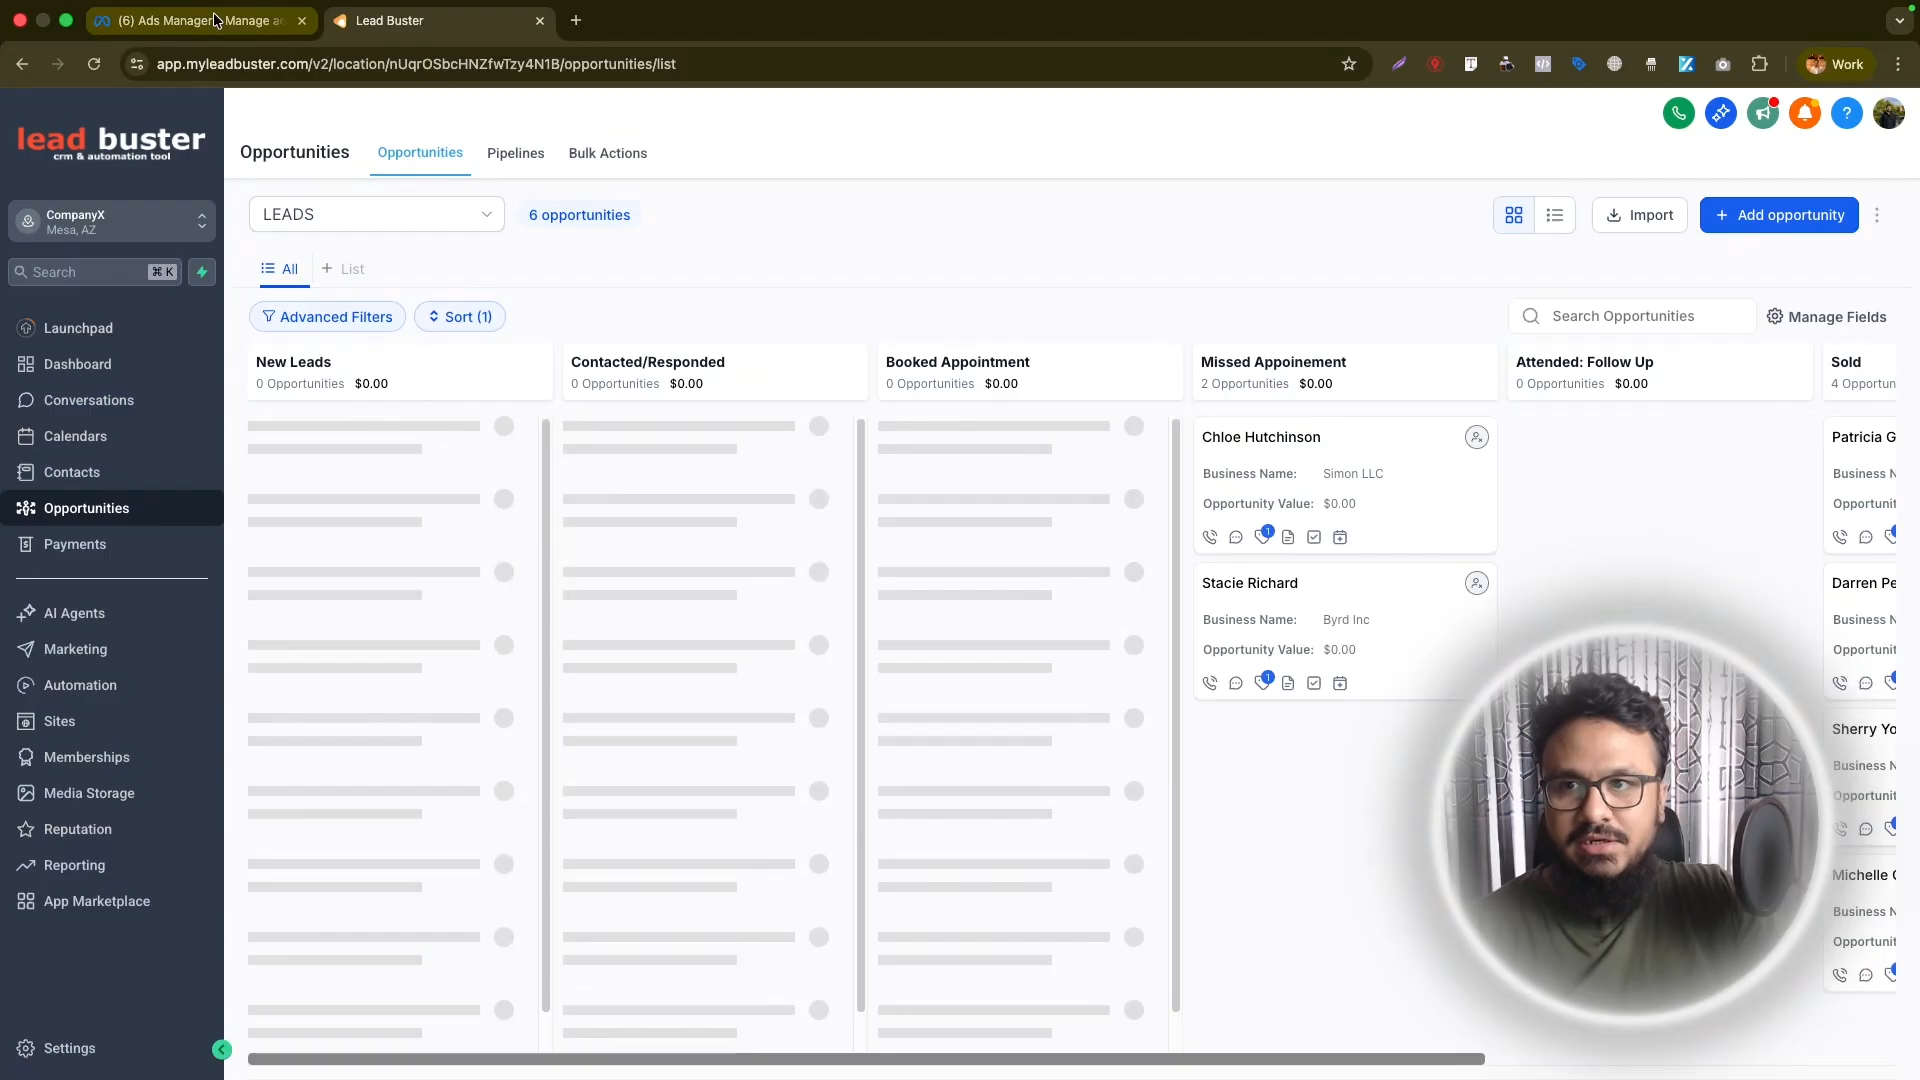 (6) Ads Manager - Manage ad
Lead Buster
app.myleadbuster.com/v2/location/nUqrOSbcHNZfwTzy4N1B/opportunities/list
Work
lead buster
crm & automation tool
CompanyX
Mesa, AZ
Search
⌘ K
Launchpad
Dashboard
Conversations
Calendars
Contacts
Opportunities
Payments
AI Agents
Marketing
Automation
Sites
Memberships
Media Storage
Reputation
Reporting
App Marketplace
Settings
Opportunities
Opportunities
Pipelines
Bulk Actions
LEADS
6 opportunities
Import
+ Add opportunity
All
+ List
Advanced Filters
Sort (1)
Search Opportunities
Manage Fields
New Leads
0 Opportunities $0.00
Contacted/Responded
0 Opportunities $0.00
Booked Appointment
0 Opportunities $0.00
Missed Appoinement
2 Opportunities $0.00
Attended: Follow Up
0 Opportunities $0.00
Sold
4 Opportun
Chloe Hutchinson
Business Name: Simon LLC
Opportunity Value: $0.00
1
Stacie Richard
Business Name: Byrd Inc
Opportunity Value: $0.00
1
Patricia G
Business N
Opportunit
Darren Pe
Business N
Opportunit
Sherry Yo
Business N
Opportunit
Michelle
Business N
Opportunit